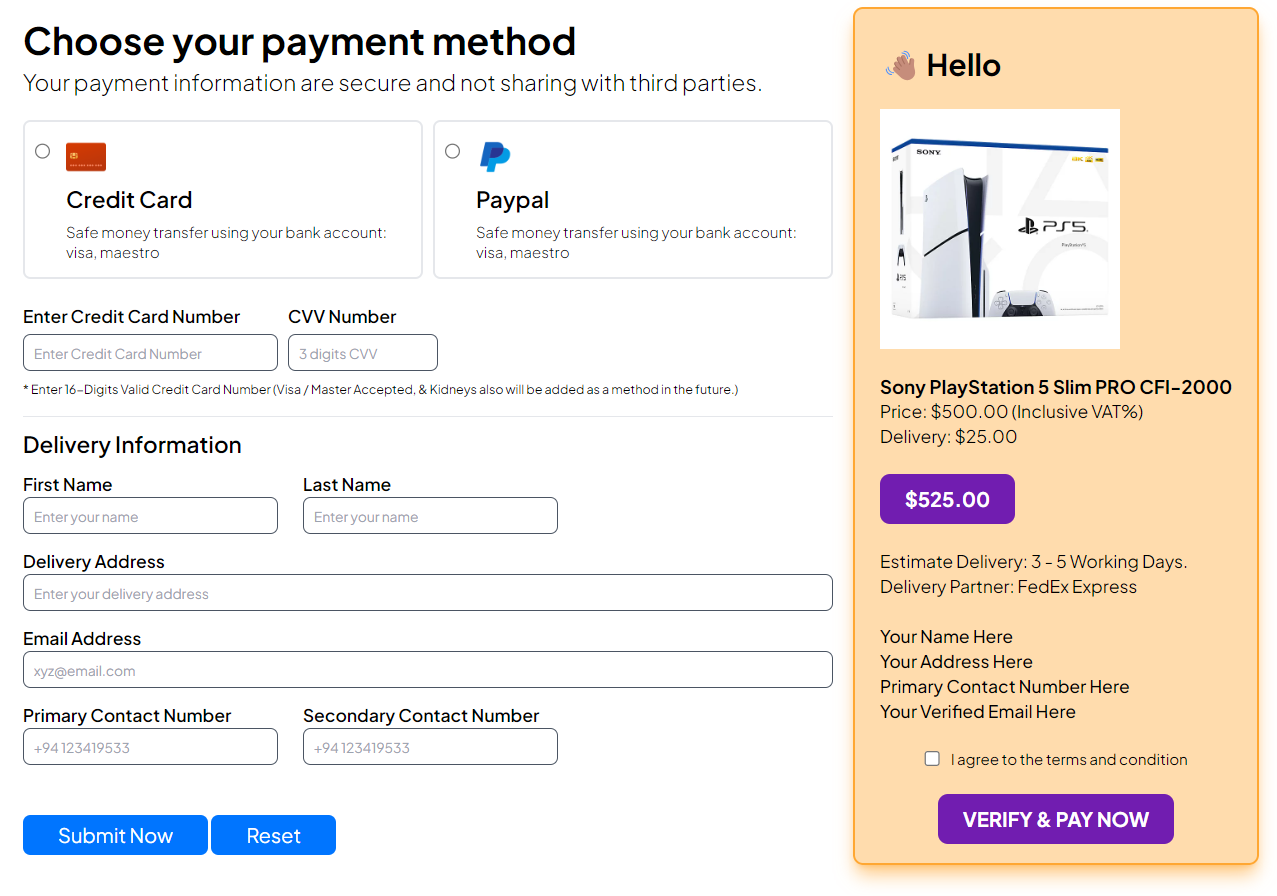 Choose your payment method
Your payment information are secure and not sharing with third parties.
Credit Card
Safe money transfer using your bank account:
visa, maestro
Paypal
Safe money transfer using your bank account:
visa, maestro
Enter Credit Card Number
Enter Credit Card Number
CVV Number
3 digits CVV
* Enter 16-Digits Valid Credit Card Number (Visa / Master Accepted, & Kidneys also will be added as a method in the future.)
Delivery Information
First Name
Enter your name
Last Name
Enter your name
Delivery Address
Enter your delivery address
Email Address
xyz@email.com
Primary Contact Number
+94 123419533
Secondary Contact Number
+94 123419533
Submit Now
Reset
Hello
SONY
PS5
PlayStation 5
Sony PlayStation 5 Slim PRO CFI-2000
Price: $500.00 (Inclusive VAT%)
Delivery: $25.00
$525.00
Estimate Delivery: 3 - 5 Working Days.
Delivery Partner: FedEx Express
Your Name Here
Your Address Here
Primary Contact Number Here
Your Verified Email Here
I agree to the terms and condition
VERIFY & PAY NOW